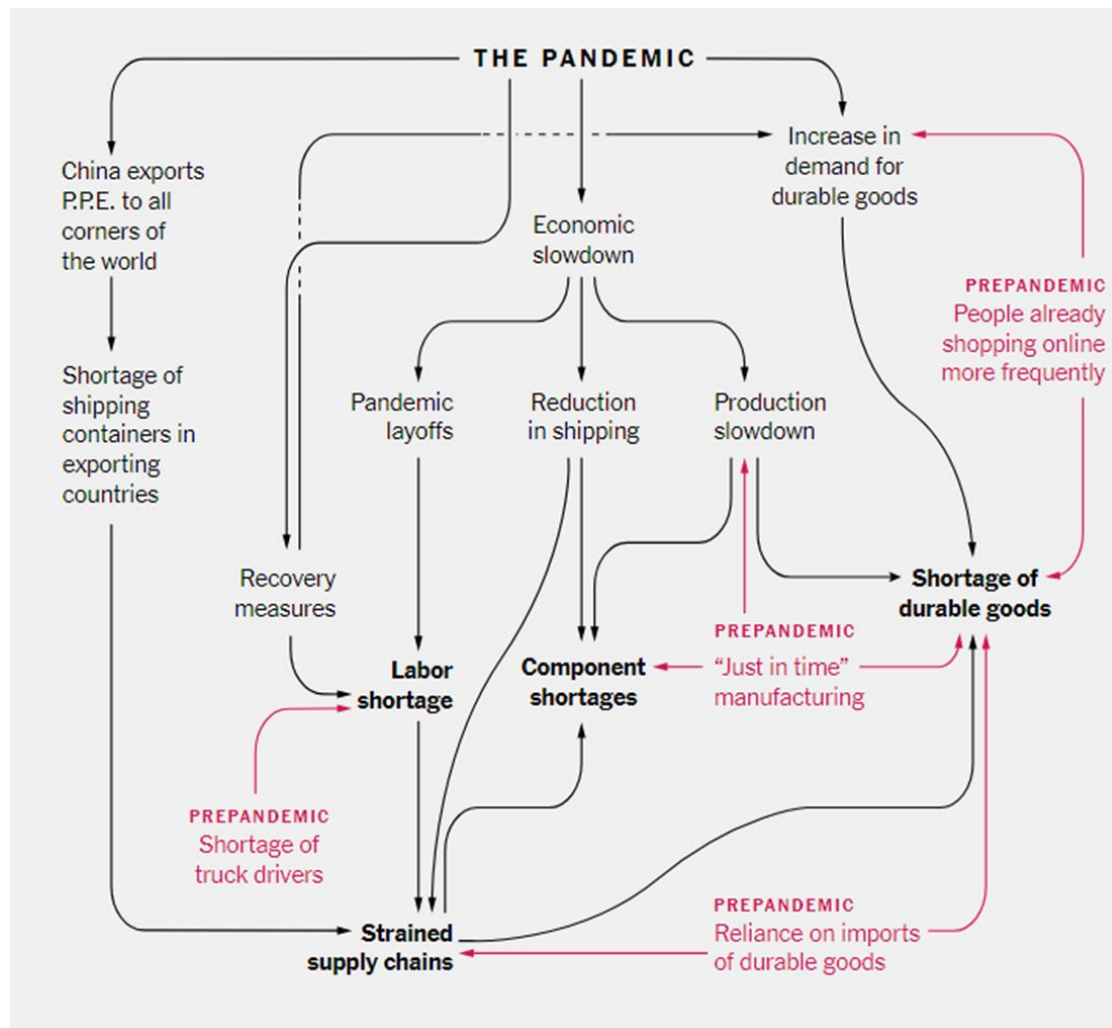 THE PANDEMIC
China exports
P.P.E. to all
corners of
the world
Increase in
demand for
durable goods
Economic
slowdown
PREPANDEMIC
People already
shopping online
more frequently
Shortage of
shipping
containers in
exporting
countries
Pandemic
layoffs
Reduction
in shipping
Production
slowdown
Recovery
measures
Shortage of
durable goods
Labor
shortage
Component
shortages
PREPANDEMIC
"Just in time"
manufacturing
PREPANDEMIC
Shortage of
truck drivers
Strained
supply chains
PREPANDEMIC
Reliance on imports
of durable goods